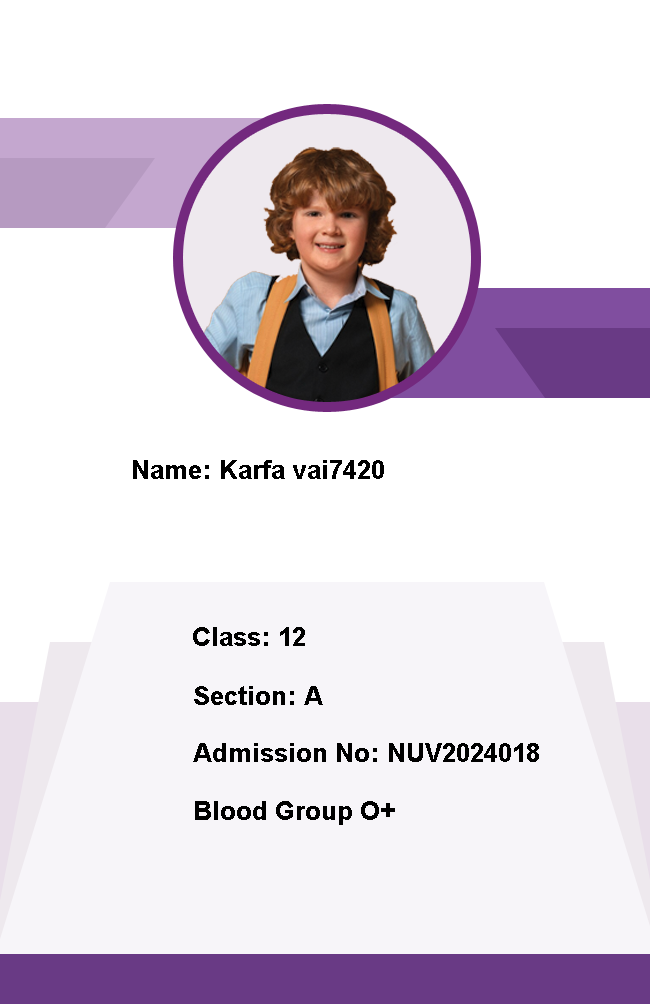 Name: Karfa vai7420
Class: 12
Section: A
Admission No: NUV2024018
Blood Group O+